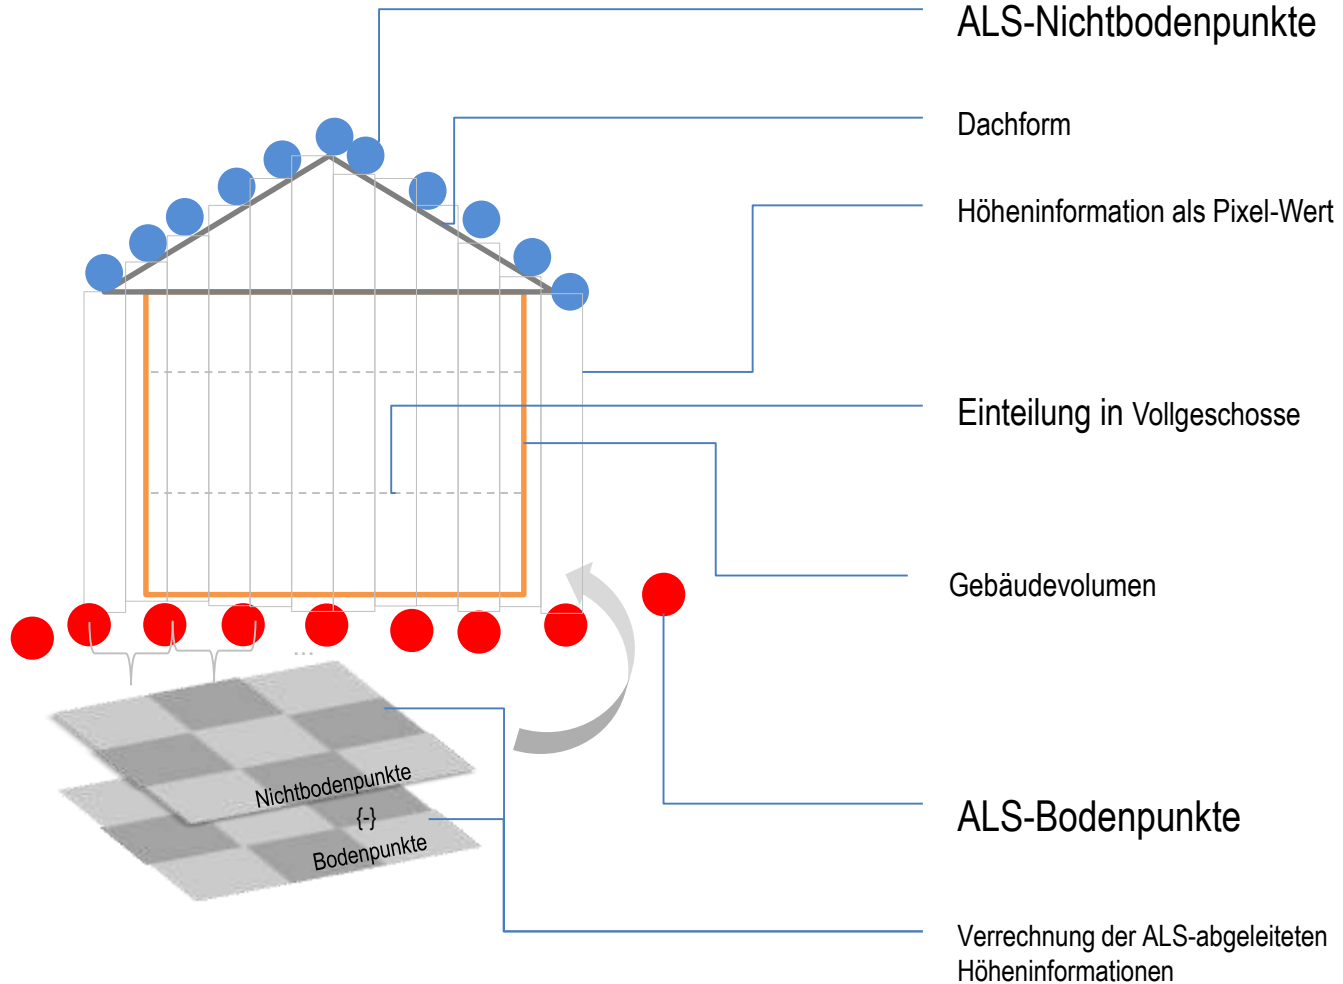 ALS-Nichtbodenpunkte
Dachform
Höheninformation als Pixel-Wert
Einteilung in Vollgeschosse
Gebäudevolumen
...
Nichtbodenpunkte
{-}
Bodenpunkte
ALS-Bodenpunkte
Verrechnung der ALS-abgeleiteten
Höheninformationen